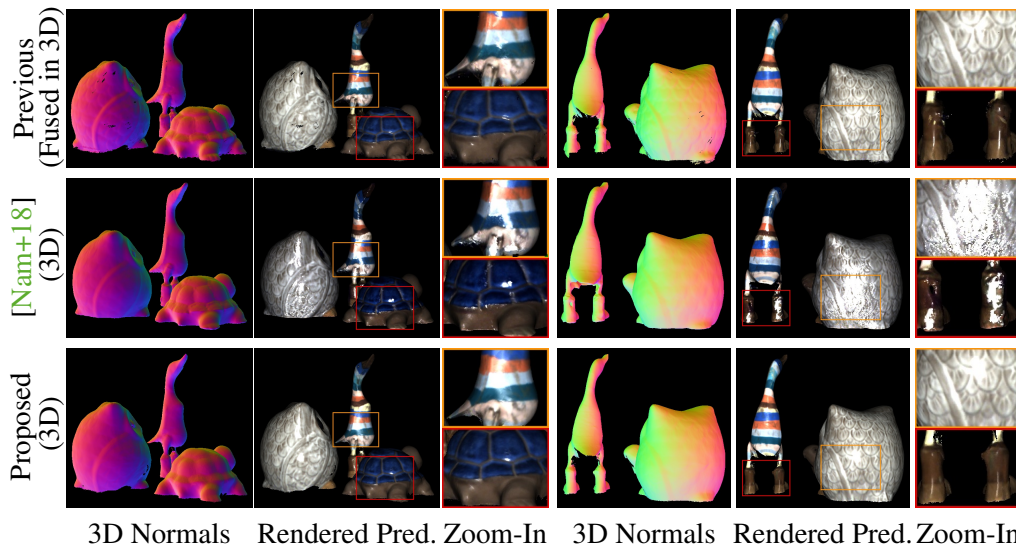 Previous
(Fused in 3D)
[Nam+18]
(3D)
Proposed
(3D)
3D Normals Rendered Pred. Zoom-In 3D Normals Rendered Pred. Zoom-In